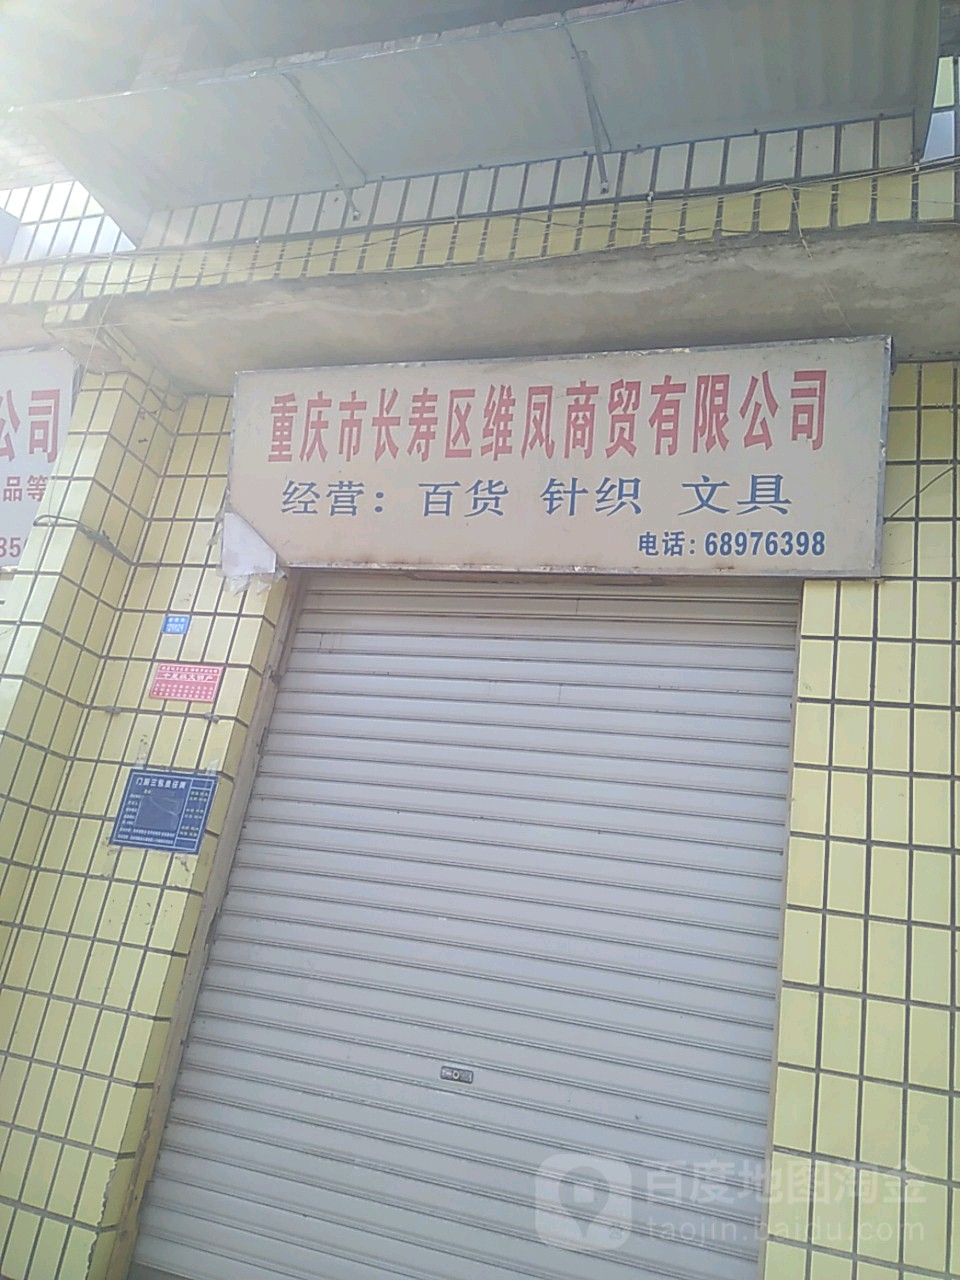 重庆市长寿区维凤商贸有限公司
经营：百货 针织 文具
电话：68976398
公司
品等
门前三包责任牌
百度地图淘金
taojin.baidu.com